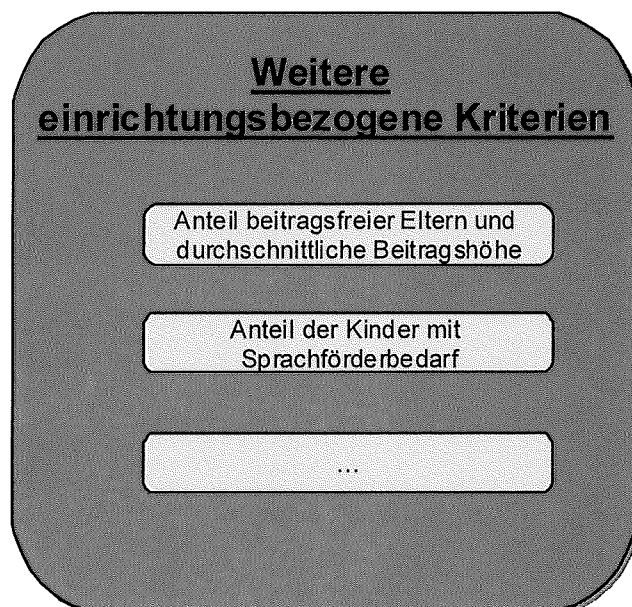 Weitere
einrichtungsbezogene Kriterien
Anteil beitragsfreier Eltern und
durchschnittliche Beitragshöhe
Anteil der Kinder mit
Sprachförderbedarf
...